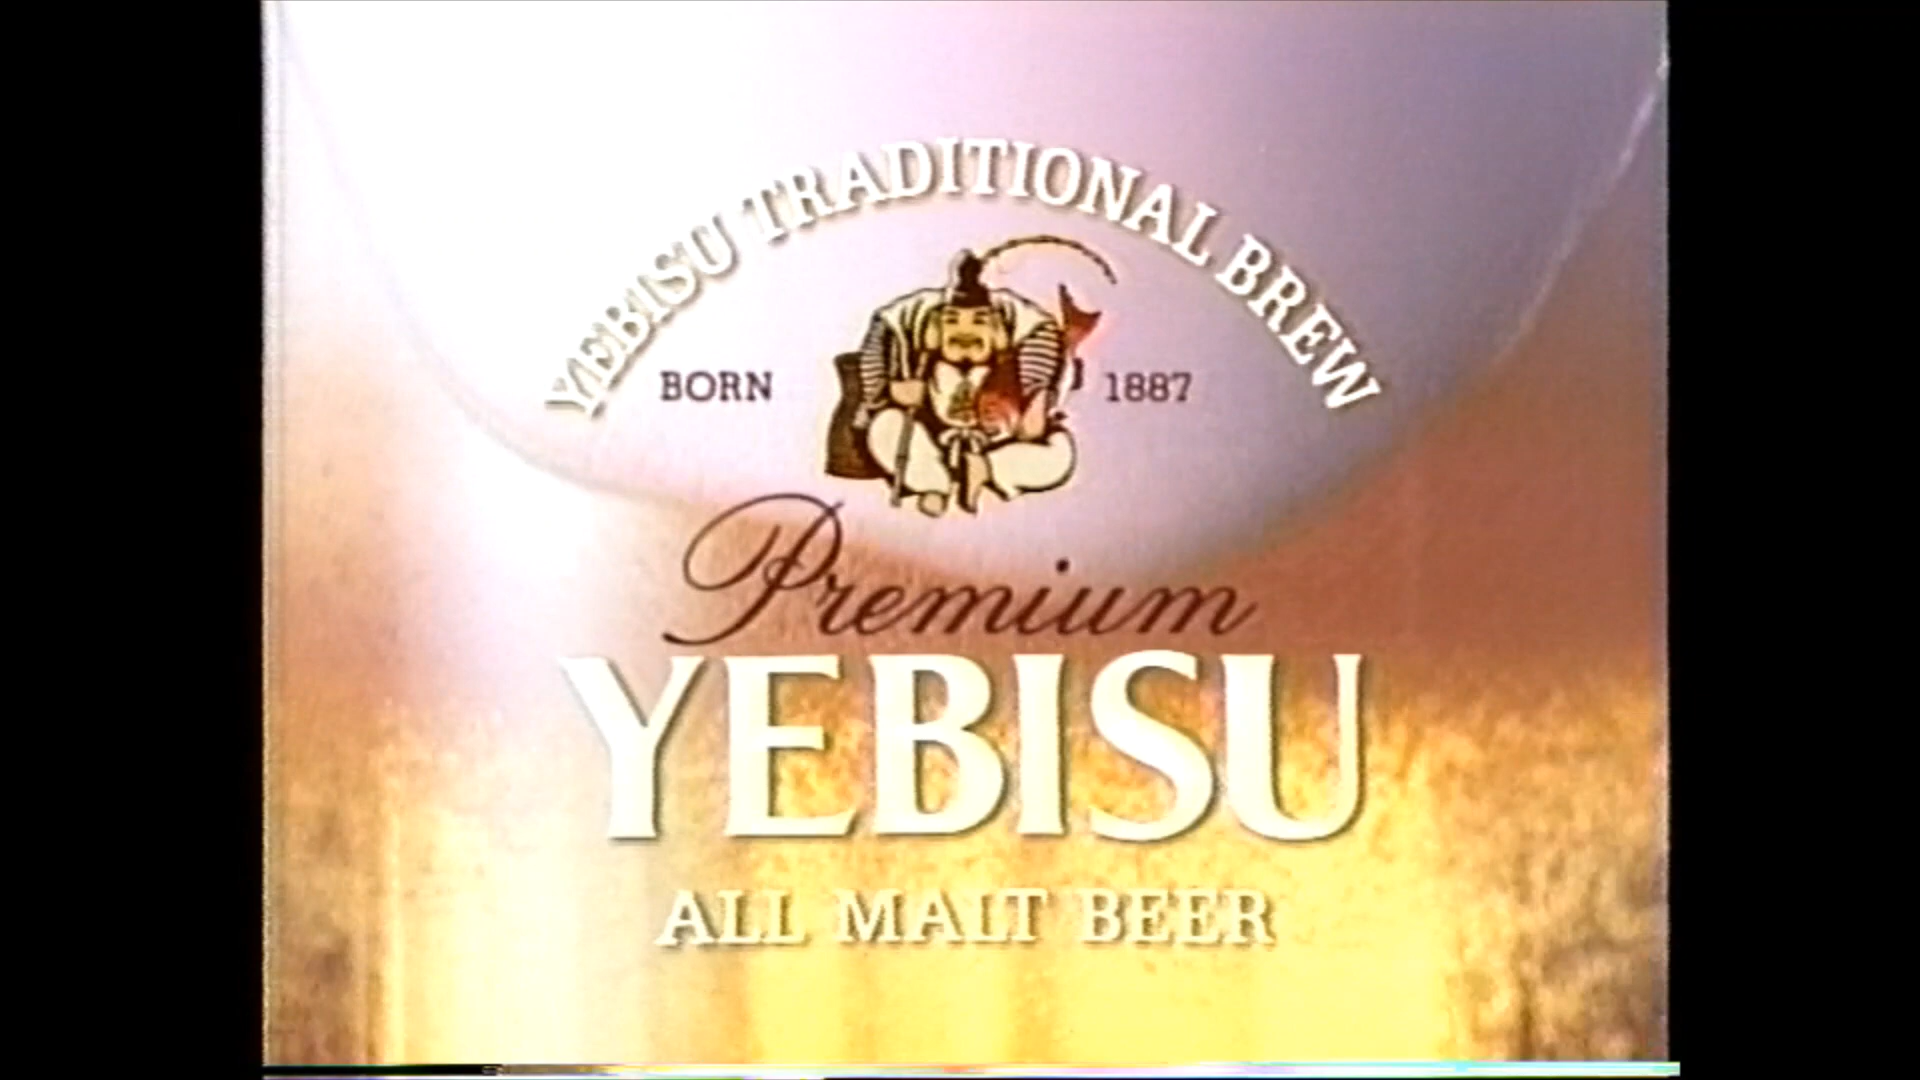 YEBISU TRADITIONAL BREW
BORN 1887
Premium
YEBISU
ALL MALT BEER